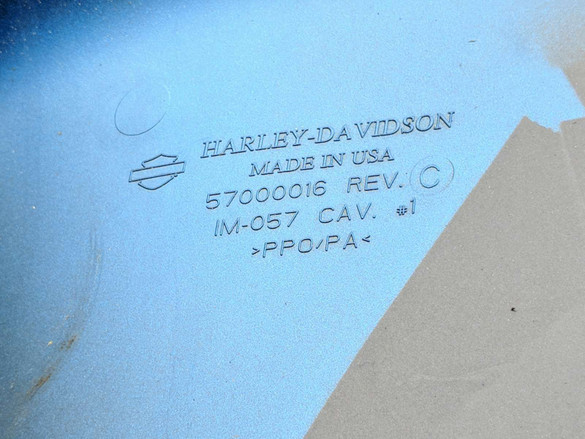 HARLEY-DAVIDSON
MADE IN USA
57000016 REV. C
IM-057 CAV. #1
>PPO/PA<